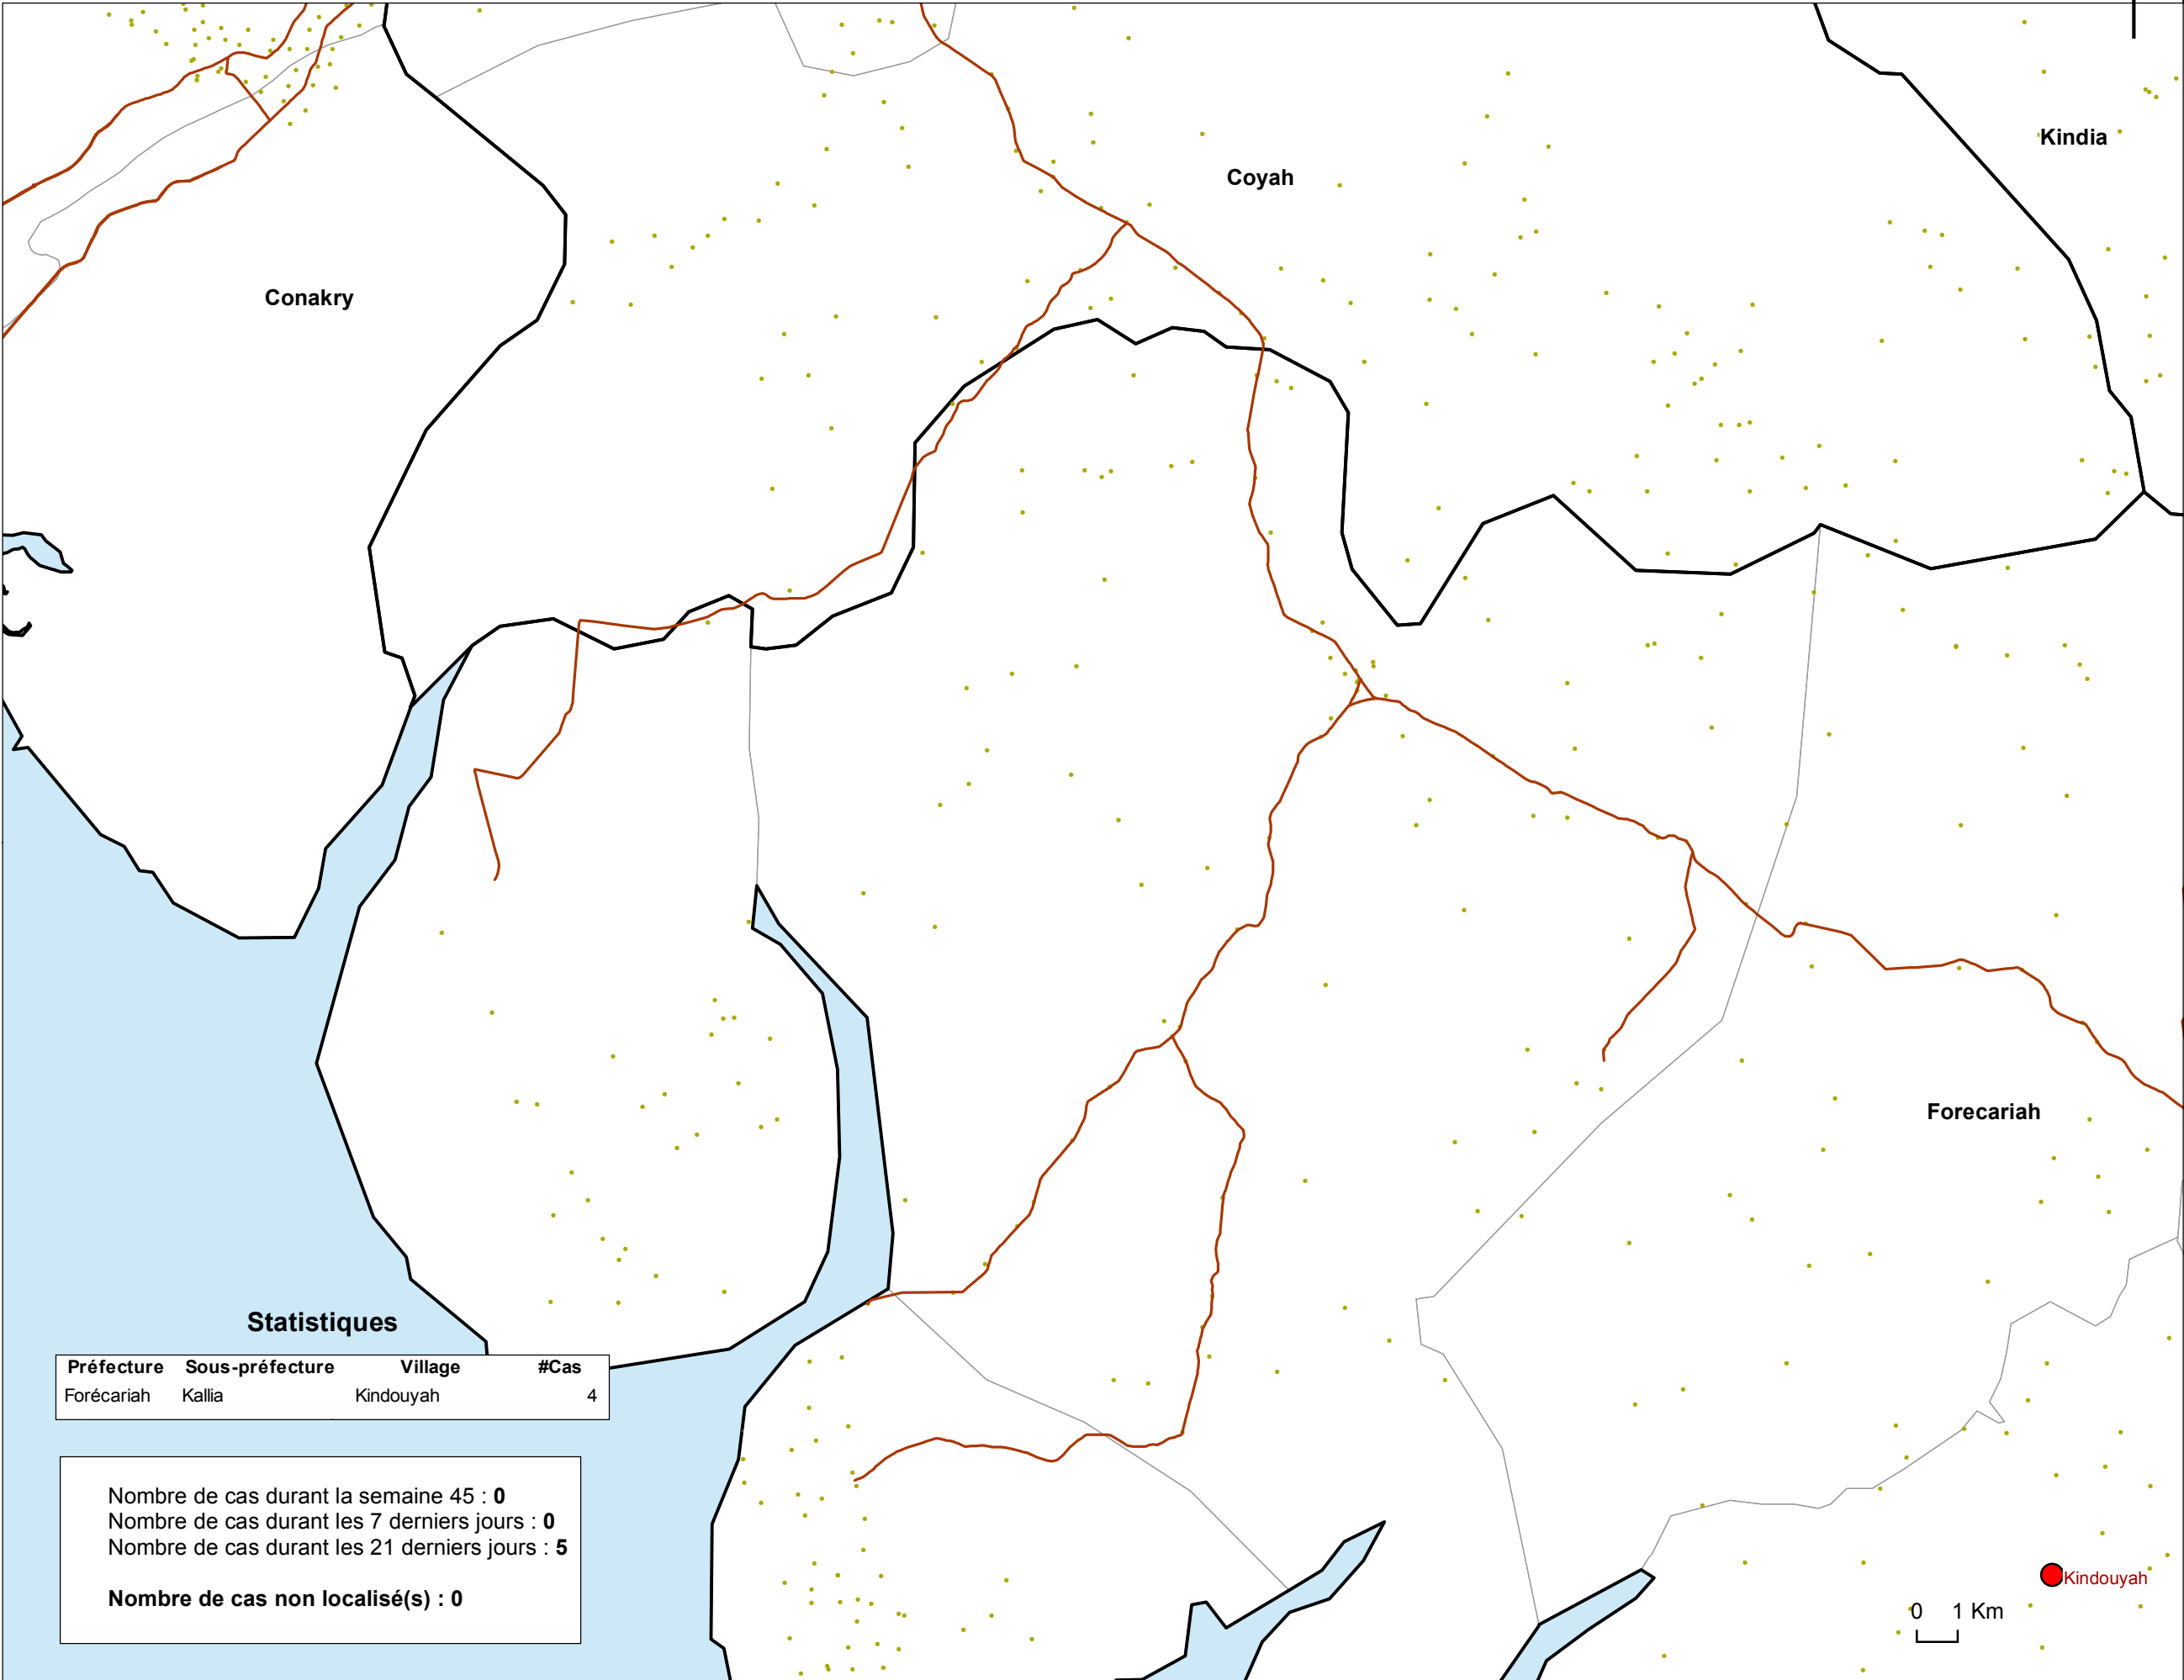 Kindia
Coyah
Conakry
Forecariah
Statistiques
Préfecture Sous-préfecture Village #Cas
Forécariah Kallia Kindouyah 4
Nombre de cas durant la semaine 45 : 0
Nombre de cas durant les 7 derniers jours : 0
Nombre de cas durant les 21 derniers jours : 5
Nombre de cas non localisé(s) : 0
Kindouyah
0 1 Km